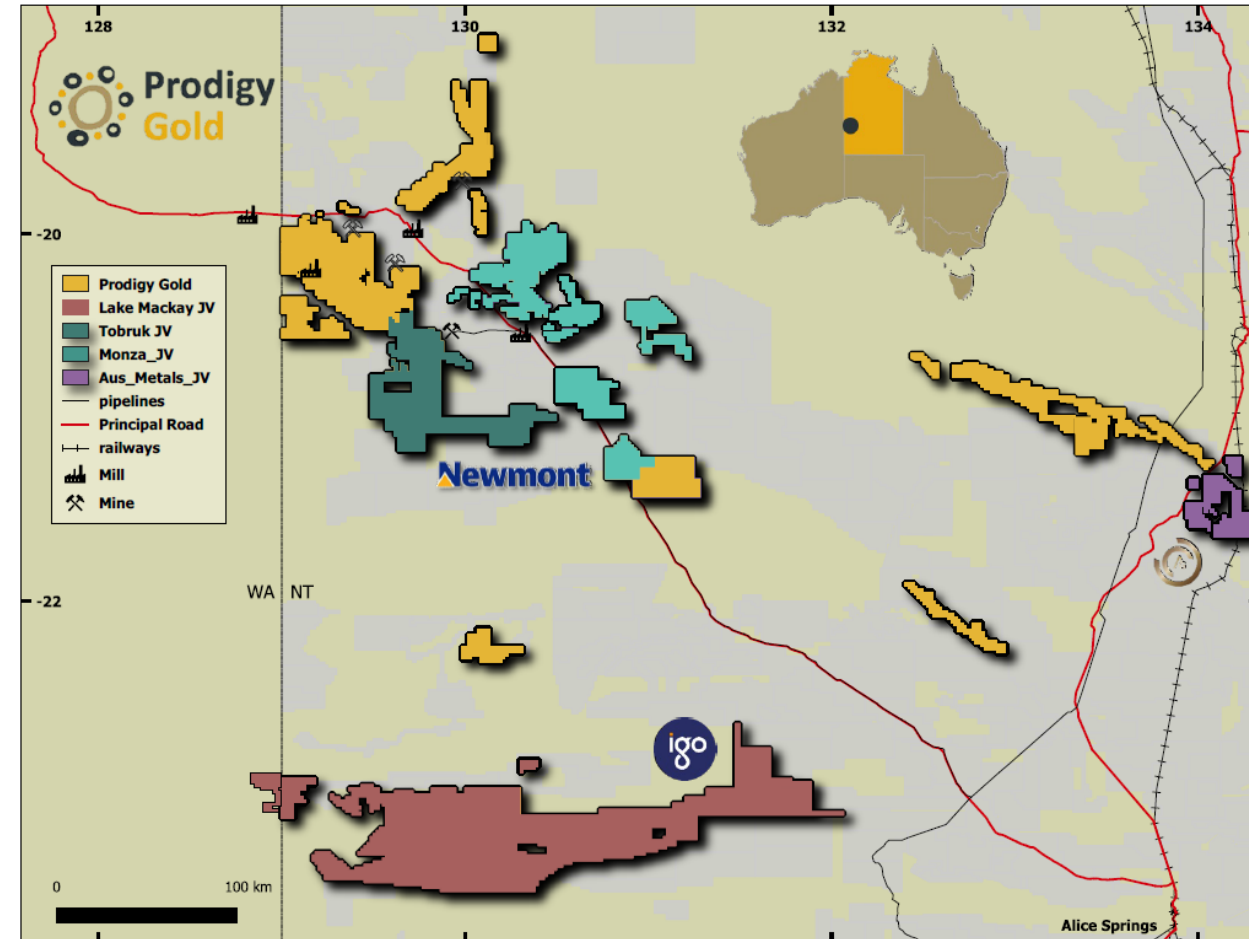 128
130
132
134
Prodigy
Gold
-20
Prodigy Gold
Lake Mackay JV
Tobruk JV
Monza_JV
Aus_Metals_JV
pipelines
Principal Road
railways
Mill
Mine
Newmont
WA NT
-22
igo
0 100 km
Alice Springs